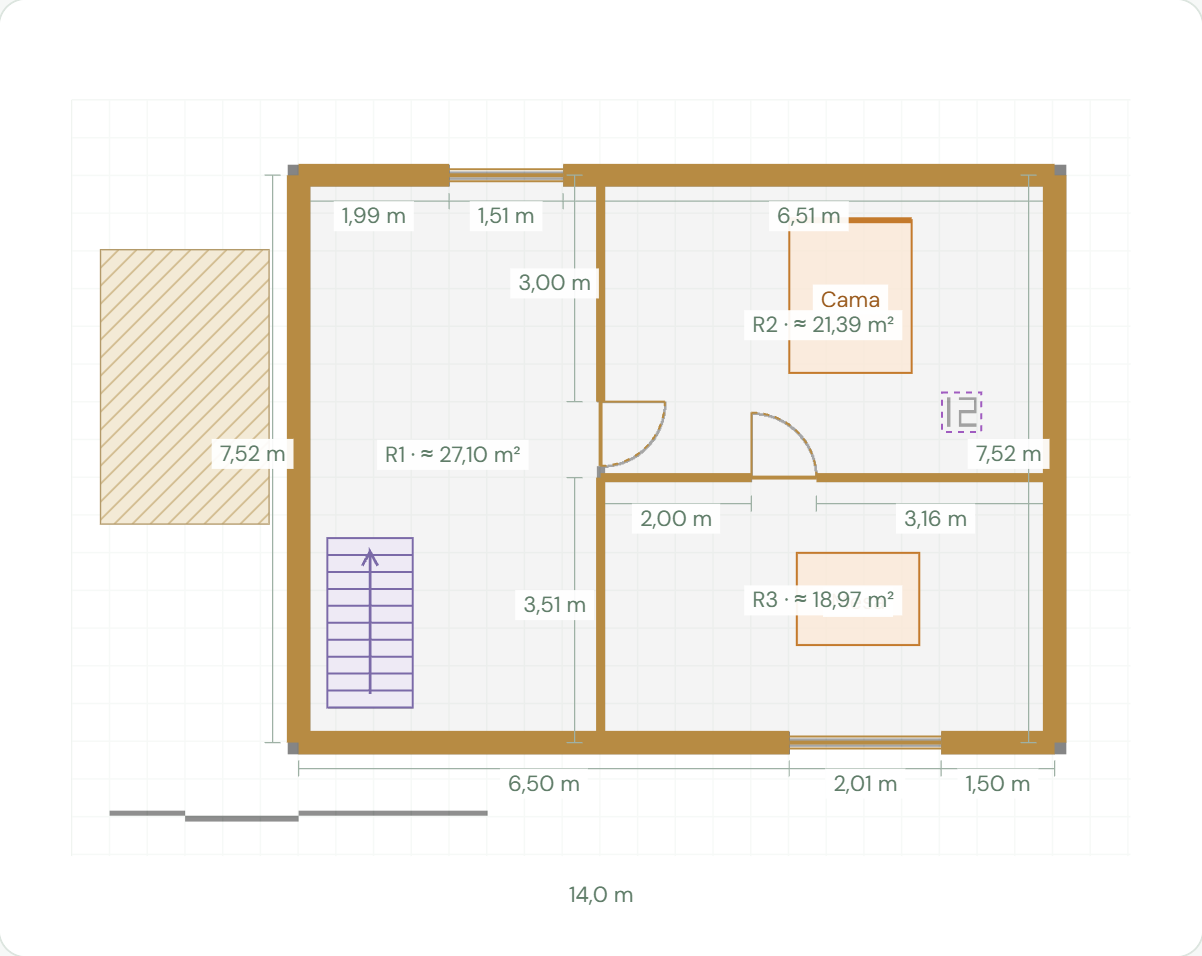 1,99 m
1,51 m
6,51 m
3,00 m
Cama
R2 · ≈ 21,39 m²
12
7,52 m
R1 · ≈ 27,10 m²
7,52 m
2,00 m
3,16 m
3,51 m
R3 · ≈ 18,97 m²
6,50 m
2,01 m
1,50 m
14,0 m